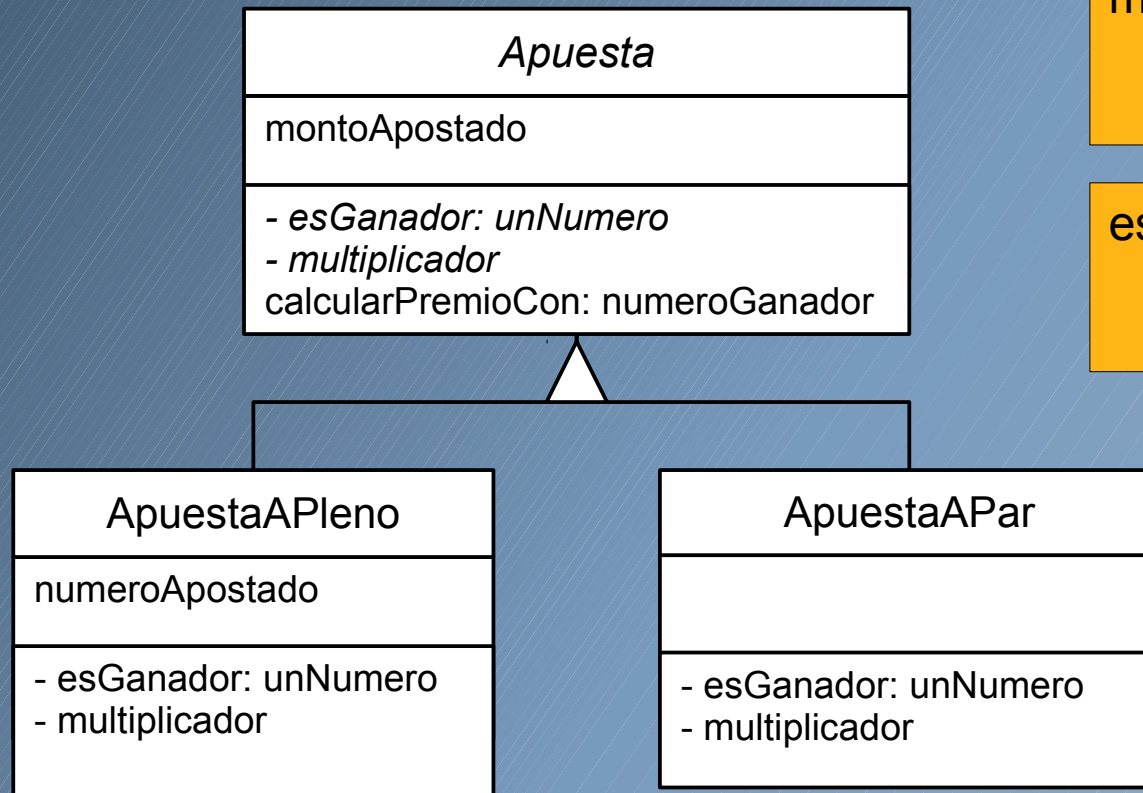 Apuesta
montoApostado
- esGanador: unNumero
- multiplicador
calcularPremioCon: numeroGanador
ApuestaAPleno
numeroApostado
- esGanador: unNumero
- multiplicador
ApuestaAPar
- esGanador: unNumero
- multiplicador